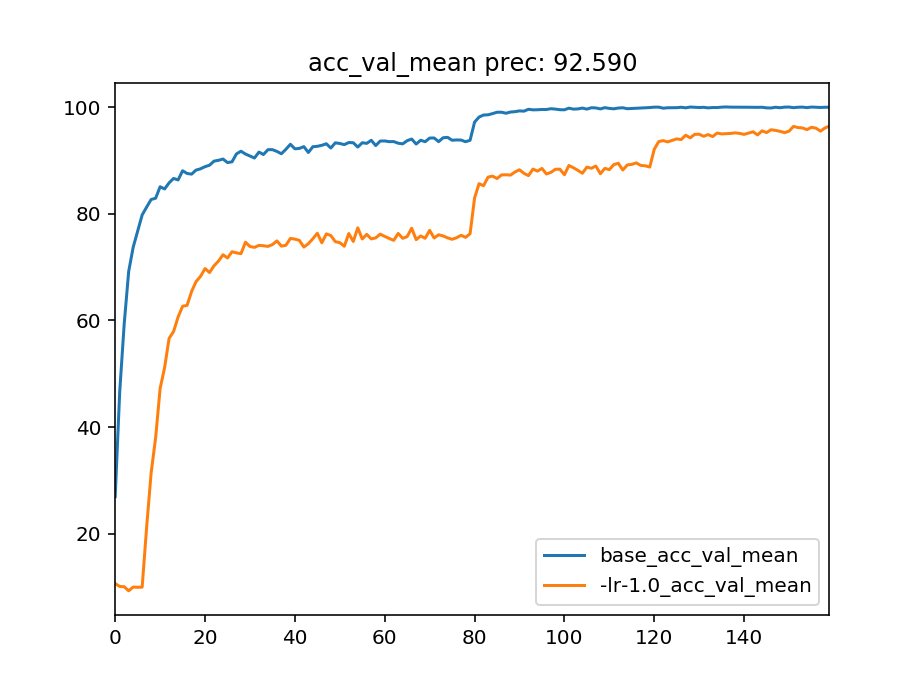 acc_val_mean prec: 92.590
100
80
60
40
20
base_acc_val_mean
-lr-1.0_acc_val_mean
0 20 40 60 80 100 120 140